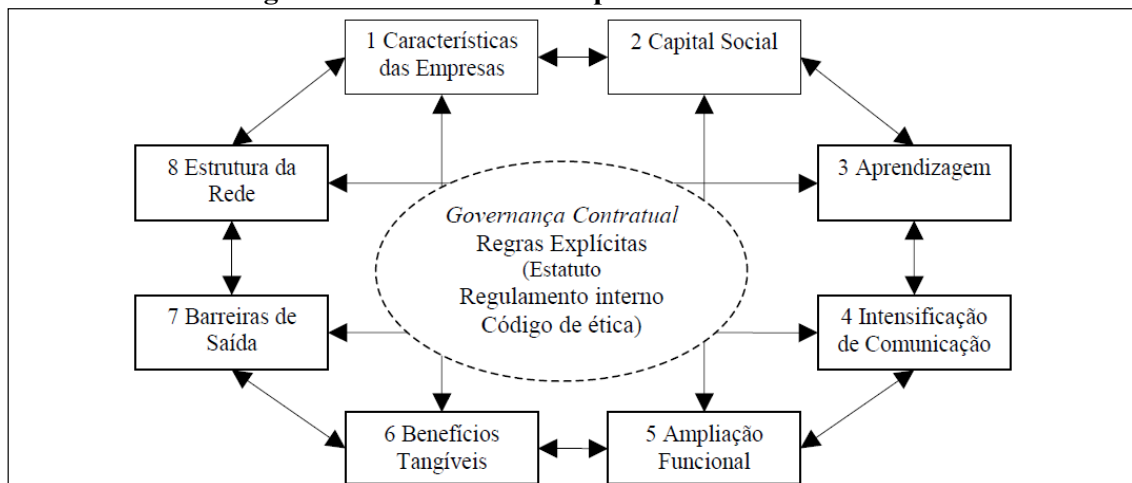 1 Características
das Empresas
2 Capital Social
8 Estrutura da
Rede
3 Aprendizagem
Governança Contratual
Regras Explícitas
(Estatuto
Regulamento interno
Código de ética)
7 Barreiras de
Saída
4 Intensificação
de Comunicação
6 Benefícios
Tangíveis
5 Ampliação
Funcional